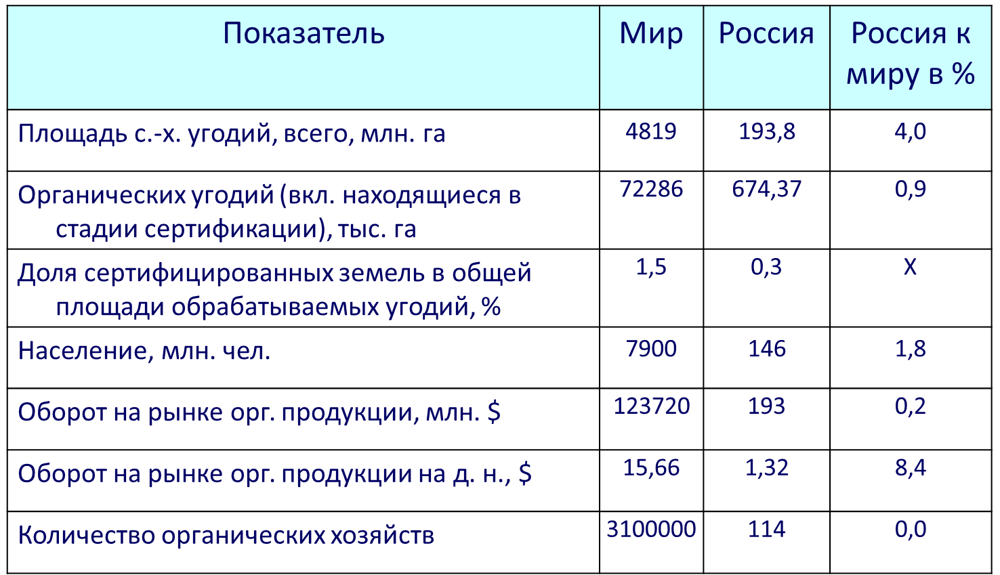 Показатель Мир Россия Россия к
миру в %
Площадь с.-х. угодий, всего, млн. га 4819 193,8 4,0
Органических угодий (вкл. находящиеся в 72286 674,37 0,9
стадии сертификации), тыс. га
Доля сертифицированных земель в общей 1,5 0,3 Х
площади обрабатываемых угодий, %
Население, млн. чел. 7900 146 1,8
Оборот на рынке орг. продукции, млн. $ 123720 193 0,2
Оборот на рынке орг. продукции на д. н., $ 15,66 1,32 8,4
Количество органических хозяйств 3100000 114 0,0